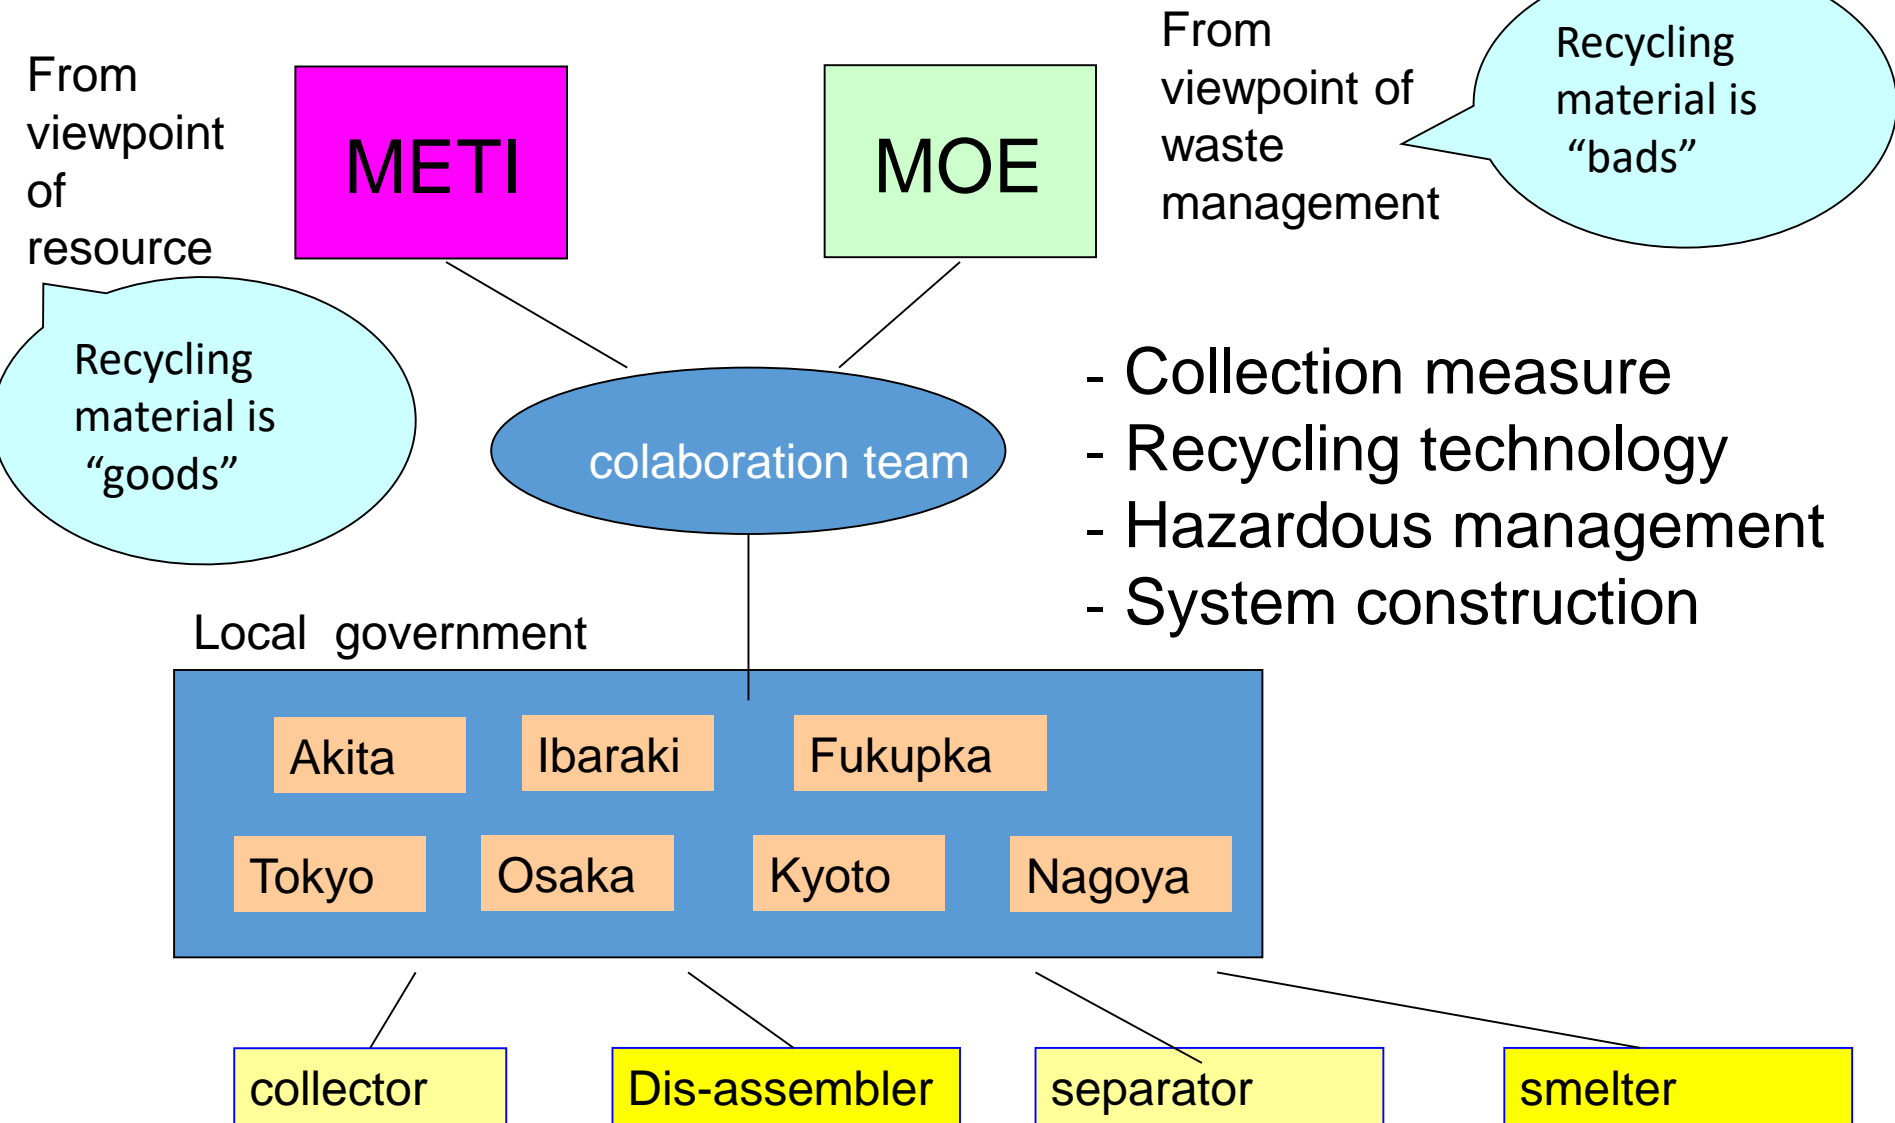 From
viewpoint
of
resource
METI
MOE
From
viewpoint of
waste
management
Recycling
material is
“bads”
Recycling
material is
“goods”
colaboration team
- Collection measure
- Recycling technology
- Hazardous management
- System construction
Local government
Akita
Ibaraki
Fukupka
Tokyo
Osaka
Kyoto
Nagoya
collector
Dis-assembler
separator
smelter